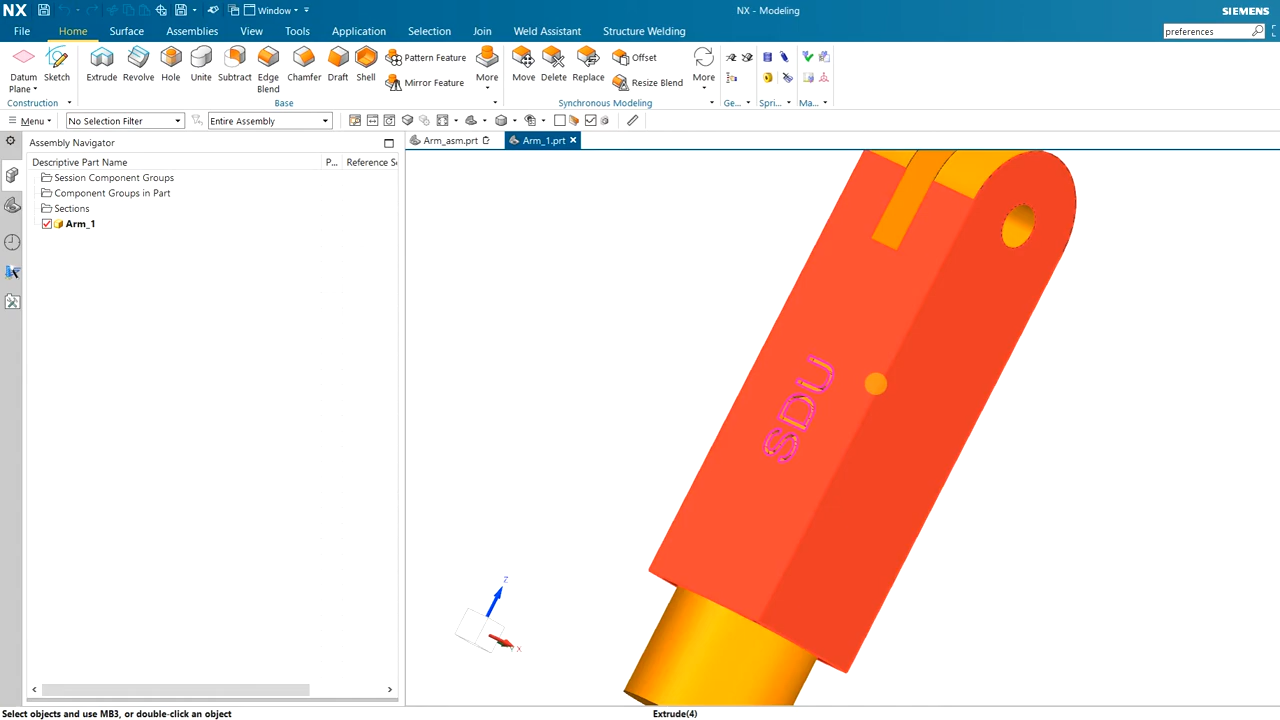 NX
Window
NX - Modeling
SIEMENS
File
Home
Surface
Assemblies
View
Tools
Application
Selection
Join
Weld Assistant
Structure Welding
preferences
Datum Plane
Sketch
Extrude
Revolve
Hole
Unite
Subtract
Edge Blend
Chamfer
Draft
Shell
Pattern Feature
Mirror Feature
More
Move
Delete
Replace
Offset
Resize Blend
More
Construction
Base
Synchronous Modeling
Ge...
Spri...
Ma...
Menu
No Selection Filter
Entire Assembly
Assembly Navigator
Arm_asm.prt
Arm_1.prt
Descriptive Part Name
P...
Reference Se
Session Component Groups
Component Groups in Part
Sections
Arm_1
SDU
Z
X
Select objects and use MB3, or double-click an object
Extrude(4)